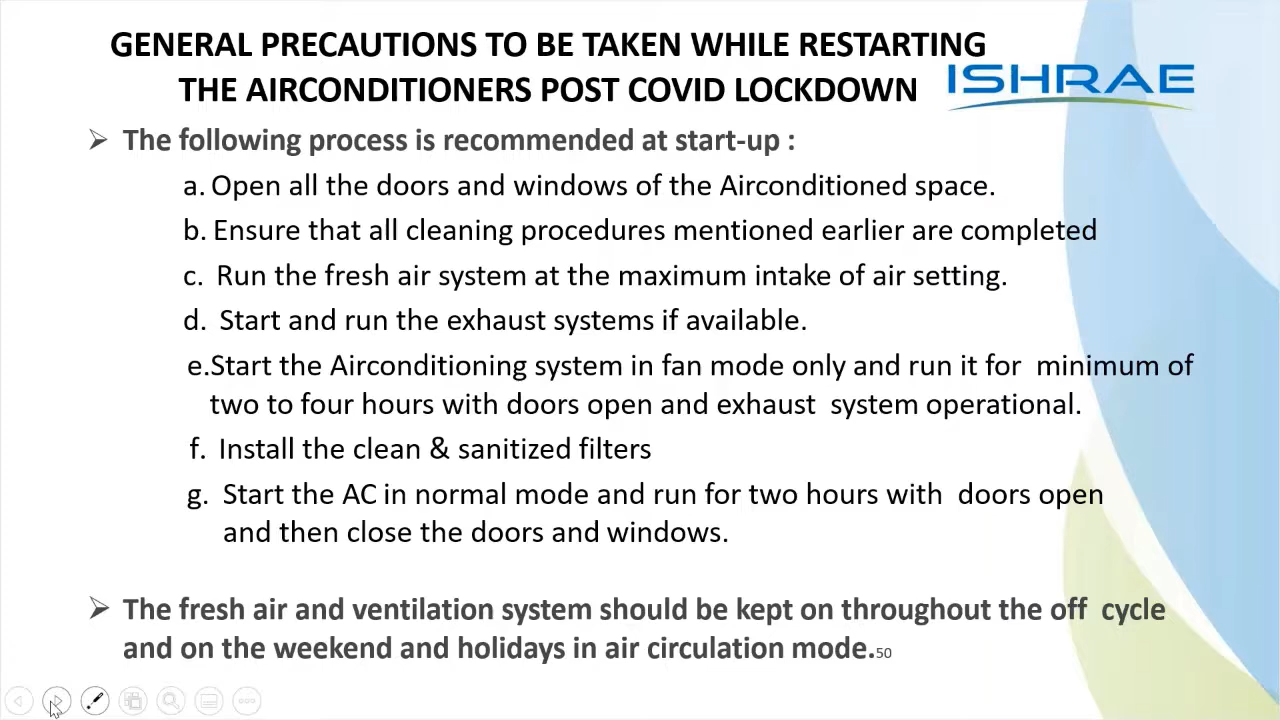 GENERAL PRECAUTIONS TO BE TAKEN WHILE RESTARTING
THE AIRCONDITIONERS POST COVID LOCKDOWN
ISHRAE
➢ The following process is recommended at start-up :
a. Open all the doors and windows of the Airconditioned space.
b. Ensure that all cleaning procedures mentioned earlier are completed
c. Run the fresh air system at the maximum intake of air setting.
d. Start and run the exhaust systems if available.
e.Start the Airconditioning system in fan mode only and run it for minimum of
two to four hours with doors open and exhaust system operational.
f. Install the clean & sanitized filters
g. Start the AC in normal mode and run for two hours with doors open
and then close the doors and windows.
➢ The fresh air and ventilation system should be kept on throughout the off cycle
and on the weekend and holidays in air circulation mode.50